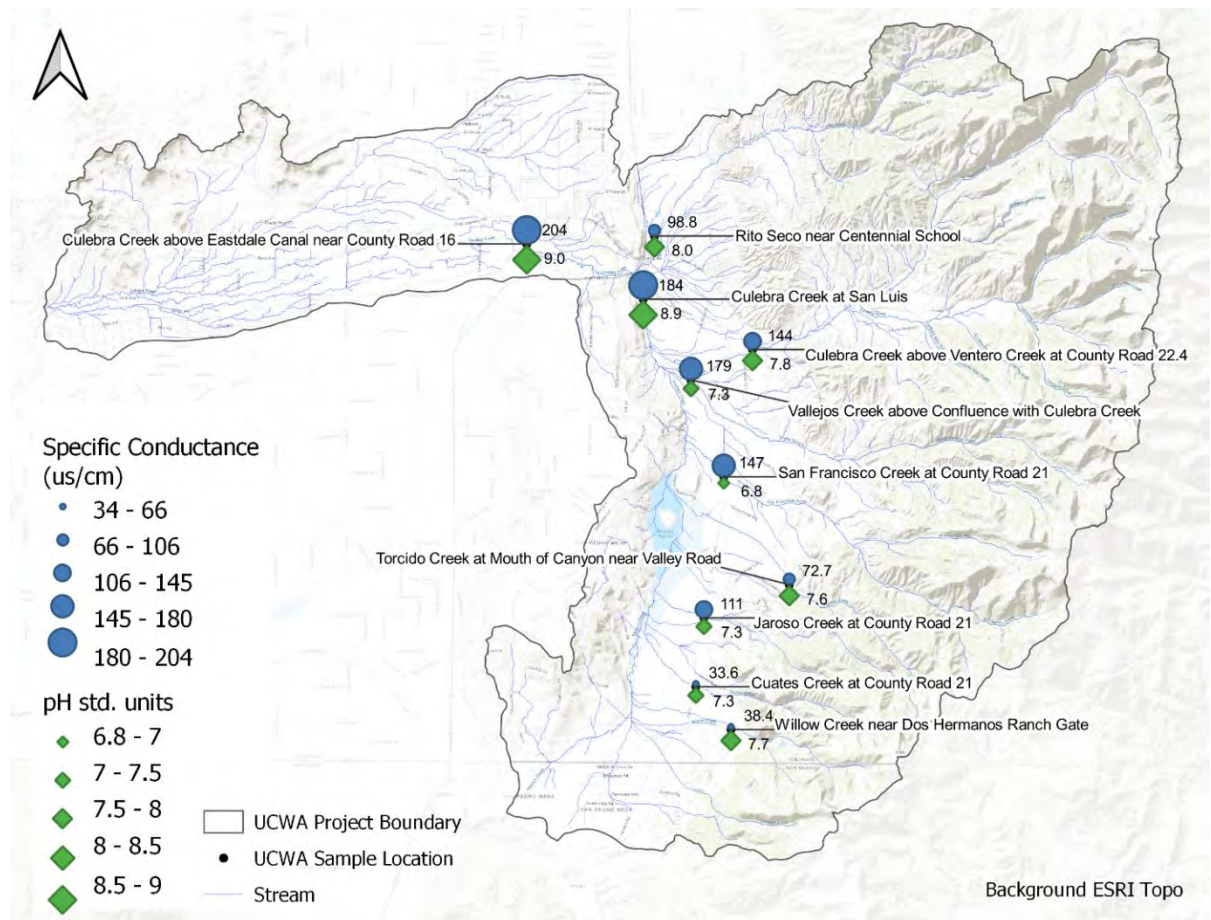 98.8
Rito Seco near Centennial School
8.0
204
Culebra Creek above Eastdale Canal near County Road 16
9.0
184
Culebra Creek at San Luis
8.9
144
Culebra Creek above Ventero Creek at County Road 22.4
7.8
179
7.3
Vallejos Creek above Confluence with Culebra Creek
147
San Francisco Creek at County Road 21
6.8
Torcido Creek at Mouth of Canyon near Valley Road
72.7
7.6
111
Jaroso Creek at County Road 21
7.3
33.6
Cuates Creek at County Road 21
7.3
38.4
Willow Creek near Dos Hermanos Ranch Gate
7.7
Specific Conductance
(us/cm)
34 - 66
66 - 106
106 - 145
145 - 180
180 - 204
pH std. units
6.8 - 7
7 - 7.5
7.5 - 8
8 - 8.5
8.5 - 9
UCWA Project Boundary
UCWA Sample Location
Stream
Background ESRI Topo